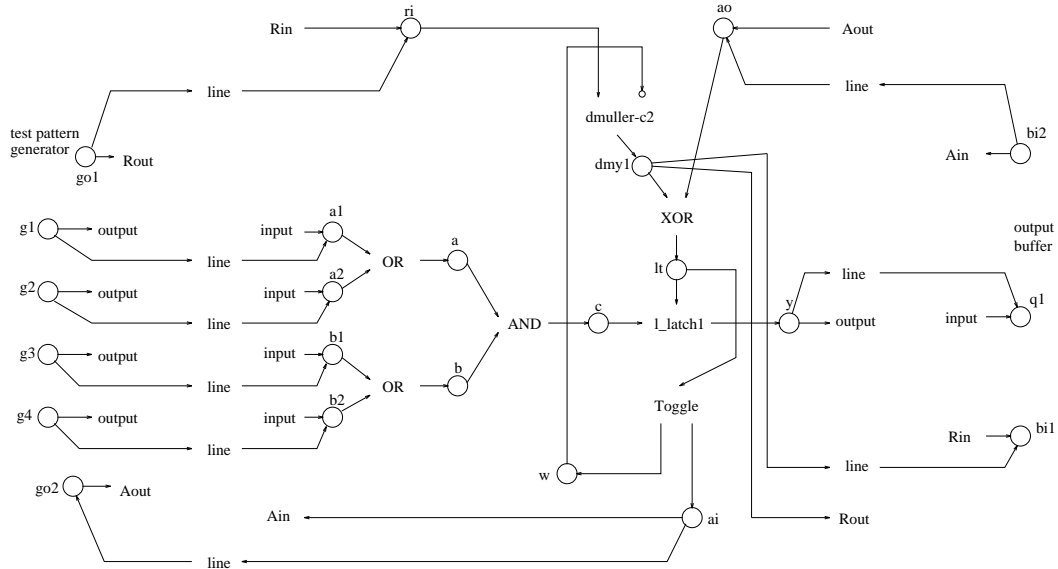 ri
ao
Rin
Aout
line
line
dmuller-c2
test pattern
generator
Rout
go1
dmy1
bi2
Ain
XOR
g1
output
input
a1
line
OR
a
lt
output
buffer
g2
output
input
a2
line
line
q1
y
c
AND
l_latch1
output
input
g3
output
input
b1
line
OR
b
g4
output
input
b2
line
Toggle
Rin
bi1
w
line
go2
Aout
Ain
ai
Rout
line